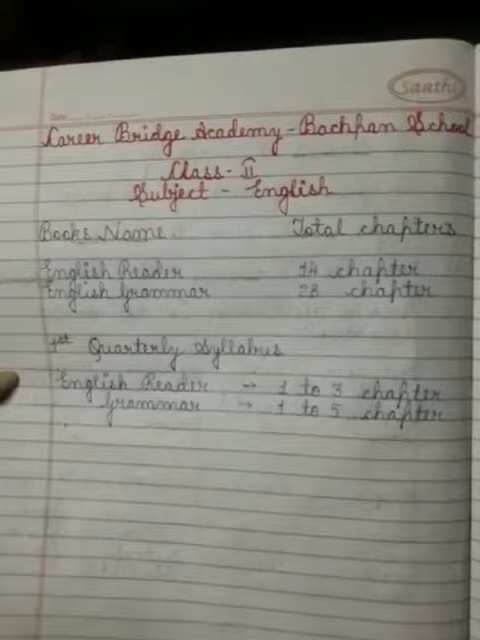 Saathi
Date
Career Bridge Academy - Bachpan School
Class - II
Subject - English
Books Name. Total chapters
English Reader 14 chapter
English Grammar 28 chapter
1st Quarterly Syllabus
English Reader → 1 to 3 chapter
Grammar → 1 to 5 chapter